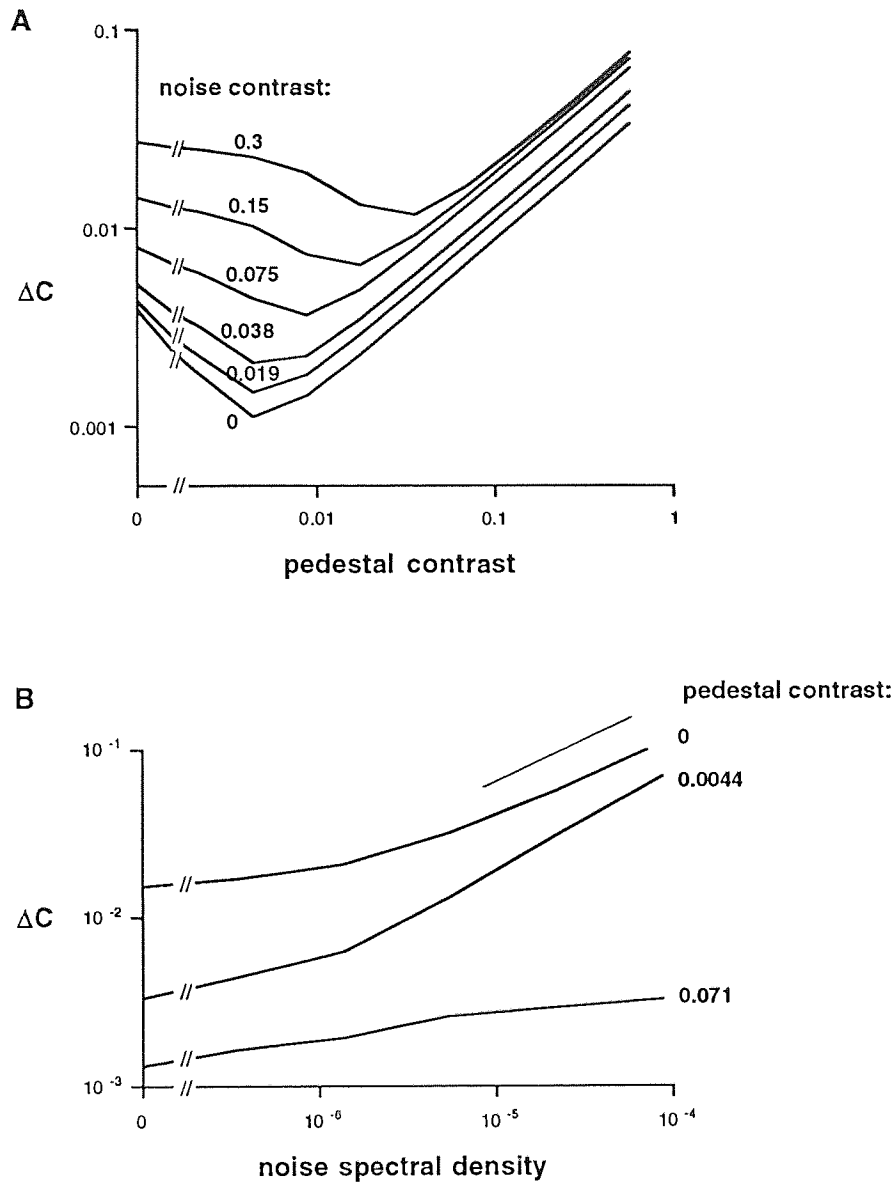 A
0.1
noise contrast:
0.3
0.15
0.01
0.075
ΔC
0.038
0.019
0
0.001
0
0.01
0.1
1
pedestal contrast
B
pedestal contrast:
10⁻¹
0
0.0044
ΔC
10⁻²
0.071
10⁻³
0
10⁻⁶
10⁻⁵
10⁻⁴
noise spectral density